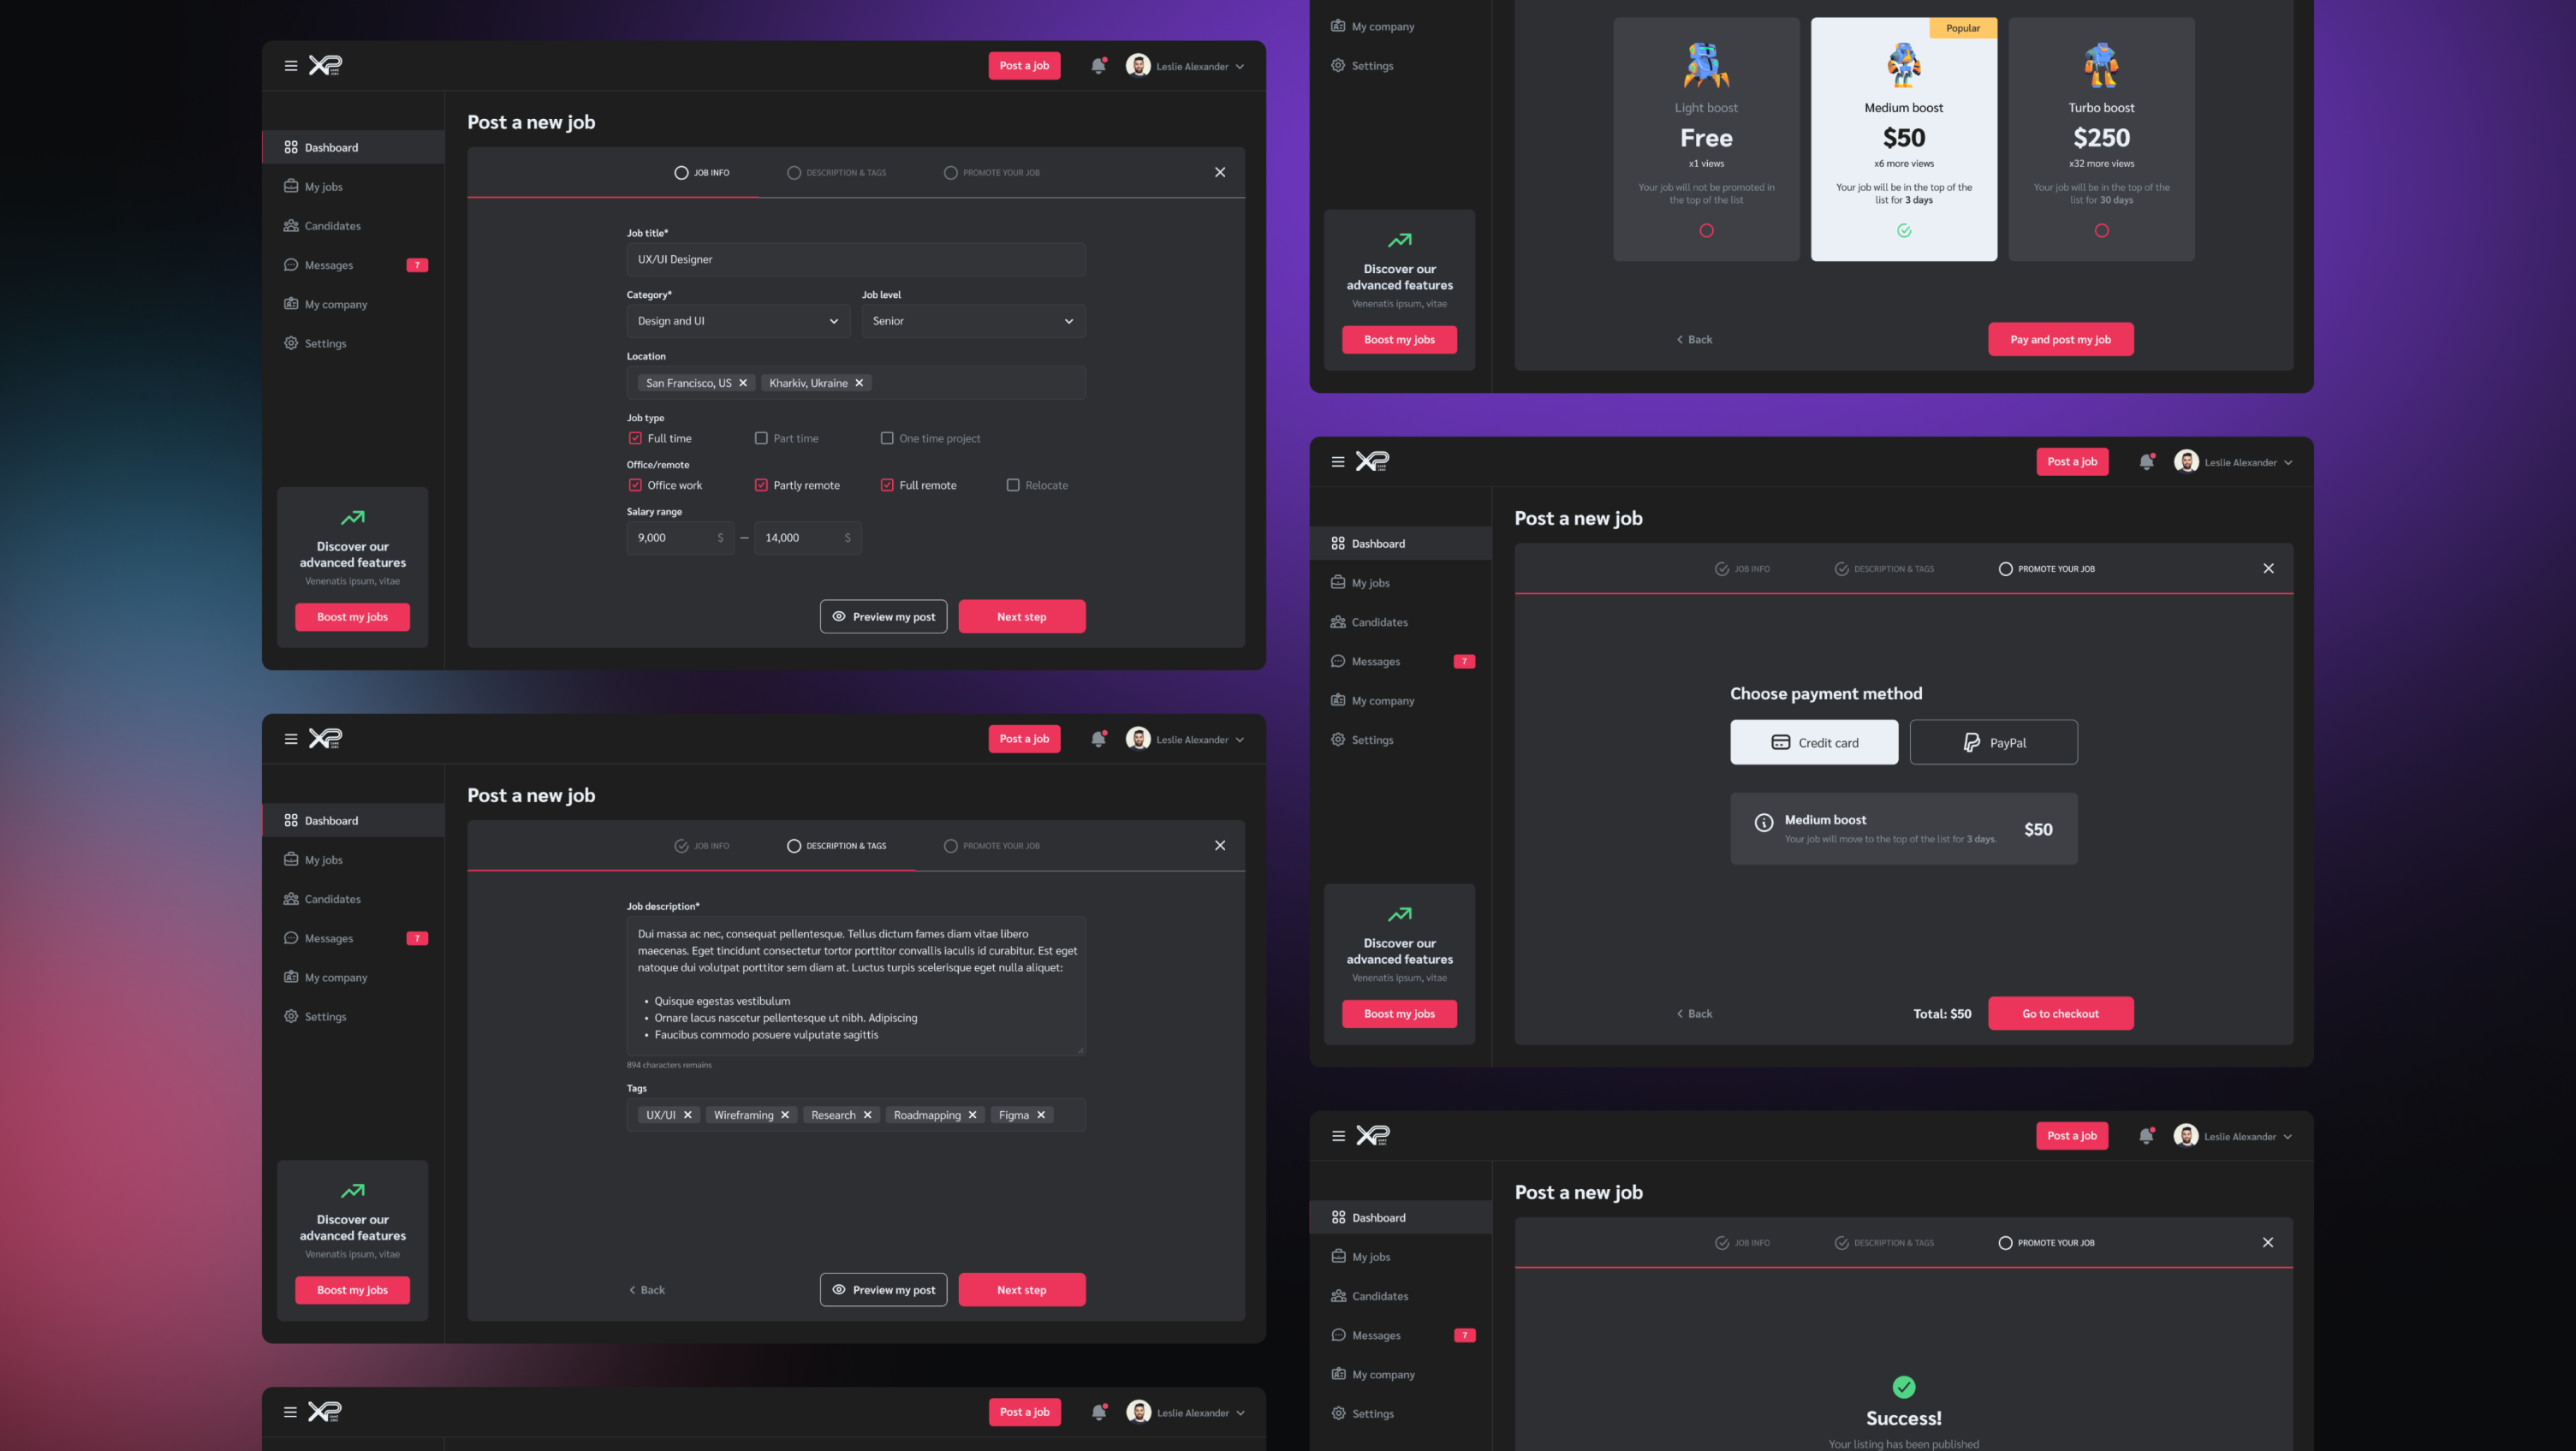 XP
Post a job
Leslie Alexander
Dashboard
My jobs
Candidates
Messages
7
My company
Settings
Discover our
advanced features
Venenatis ipsum, vitae
Boost my jobs
Post a new job
JOB INFO
DESCRIPTION & TAGS
PROMOTE YOUR JOB
Job title*
UX/UI Designer
Category*
Job level
Design and UI
Senior
Location
San Francisco, US
Kharkiv, Ukraine
Job type
Full time
Part time
One time project
Office/remote
Office work
Partly remote
Full remote
Relocate
Salary range
9,000
$
–
14,000
$
Preview my post
Next step
XP
Post a job
Leslie Alexander
Dashboard
My jobs
Candidates
Messages
7
My company
Settings
Discover our
advanced features
Venenatis ipsum, vitae
Boost my jobs
Post a new job
JOB INFO
DESCRIPTION & TAGS
PROMOTE YOUR JOB
Job description*
Dui massa ac nec, consequat pellentesque. Tellus dictum fames diam vitae libero
maecenas. Eget tincidunt consectetur tortor porttitor convallis iaculis id curabitur. Est eget
natoque dui volutpat porttitor sem diam at. Luctus turpis scelerisque eget nulla aliquet:
• Quisque egestas vestibulum
• Ornare lacus nascetur pellentesque ut nibh. Adipiscing
• Faucibus commodo posuere vulputate sagittis
894 characters remains
Tags
UX/UI
Wireframing
Research
Roadmapping
Figma
Back
Preview my post
Next step
XP
Post a job
Leslie Alexander
My company
Settings
Discover our
advanced features
Venenatis ipsum, vitae
Boost my jobs
Light boost
Free
x1 views
Your job will not be promoted in
the top of the list
Popular
Medium boost
$50
x6 more views
Your job will be in the top of the
list for 3 days
Turbo boost
$250
x32 more views
Your job will be in the top of the
list for 30 days
Back
Pay and post my job
XP
Post a job
Leslie Alexander
Dashboard
My jobs
Candidates
Messages
7
My company
Settings
Discover our
advanced features
Venenatis ipsum, vitae
Boost my jobs
Post a new job
JOB INFO
DESCRIPTION & TAGS
PROMOTE YOUR JOB
Choose payment method
Credit card
PayPal
Medium boost
Your job will move to the top of the list for 3 days.
$50
Back
Total: $50
Go to checkout
XP
Post a job
Leslie Alexander
Dashboard
My jobs
Candidates
Messages
7
My company
Settings
Post a new job
JOB INFO
DESCRIPTION & TAGS
PROMOTE YOUR JOB
Success!
Your listing has been published